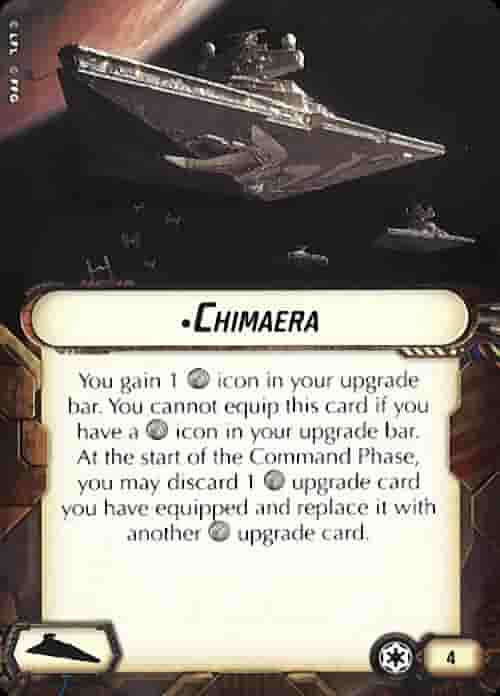 © LFL © FFG
•Chimaera
You gain 1 icon in your upgrade
bar. You cannot equip this card if you
have a icon in your upgrade bar.
At the start of the Command Phase,
you may discard 1 upgrade card
you have equipped and replace it with
another upgrade card.
4